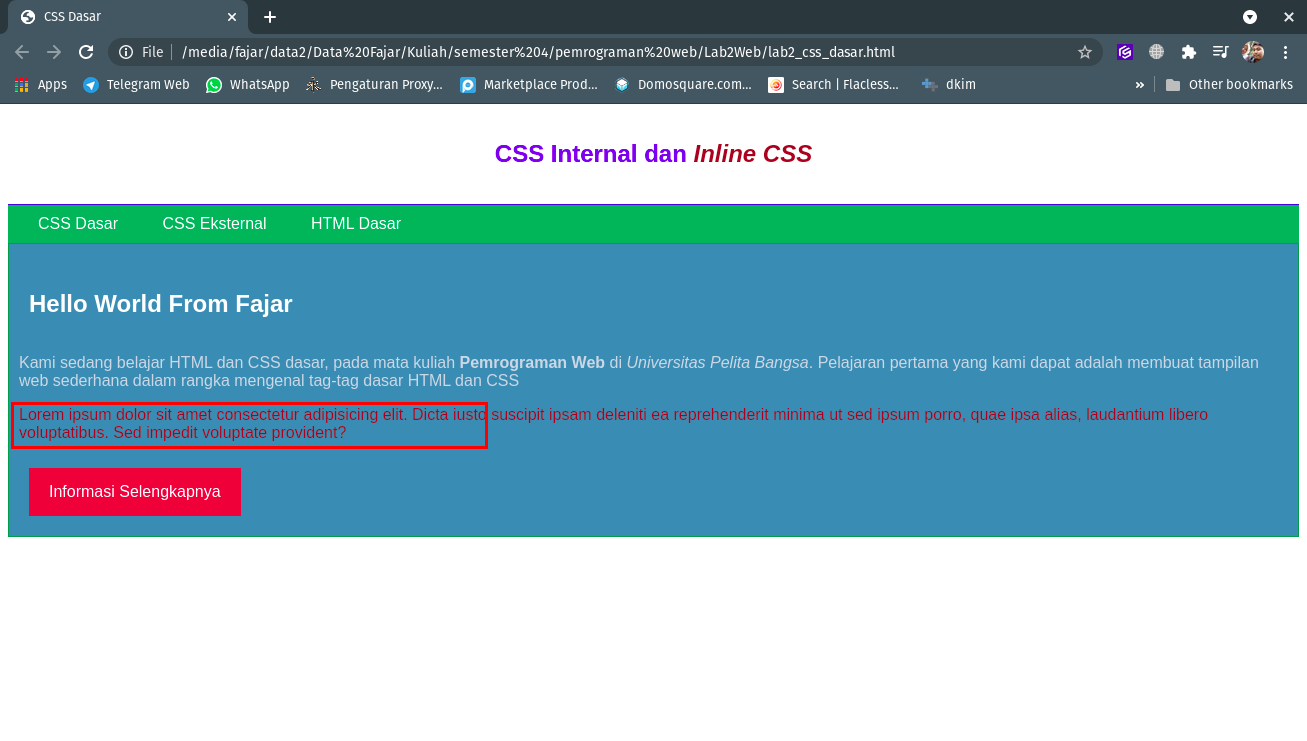 CSS Dasar
File /media/fajar/data2/Data%20Fajar/Kuliah/semester%204/pemrograman%20web/Lab2Web/lab2_css_dasar.html
Apps Telegram Web WhatsApp Pengaturan Proxy... Marketplace Prod... Domosquare.com... Search | Flacless... dkim » Other bookmarks
CSS Internal dan Inline CSS
CSS Dasar CSS Eksternal HTML Dasar
Hello World From Fajar
Kami sedang belajar HTML dan CSS dasar, pada mata kuliah Pemrograman Web di Universitas Pelita Bangsa. Pelajaran pertama yang kami dapat adalah membuat tampilan
web sederhana dalam rangka mengenal tag-tag dasar HTML dan CSS
Lorem ipsum dolor sit amet consectetur adipisicing elit. Dicta iusto suscipit ipsam deleniti ea reprehenderit minima ut sed ipsum porro, quae ipsa alias, laudantium libero
voluptatibus. Sed impedit voluptate provident?
Informasi Selengkapnya